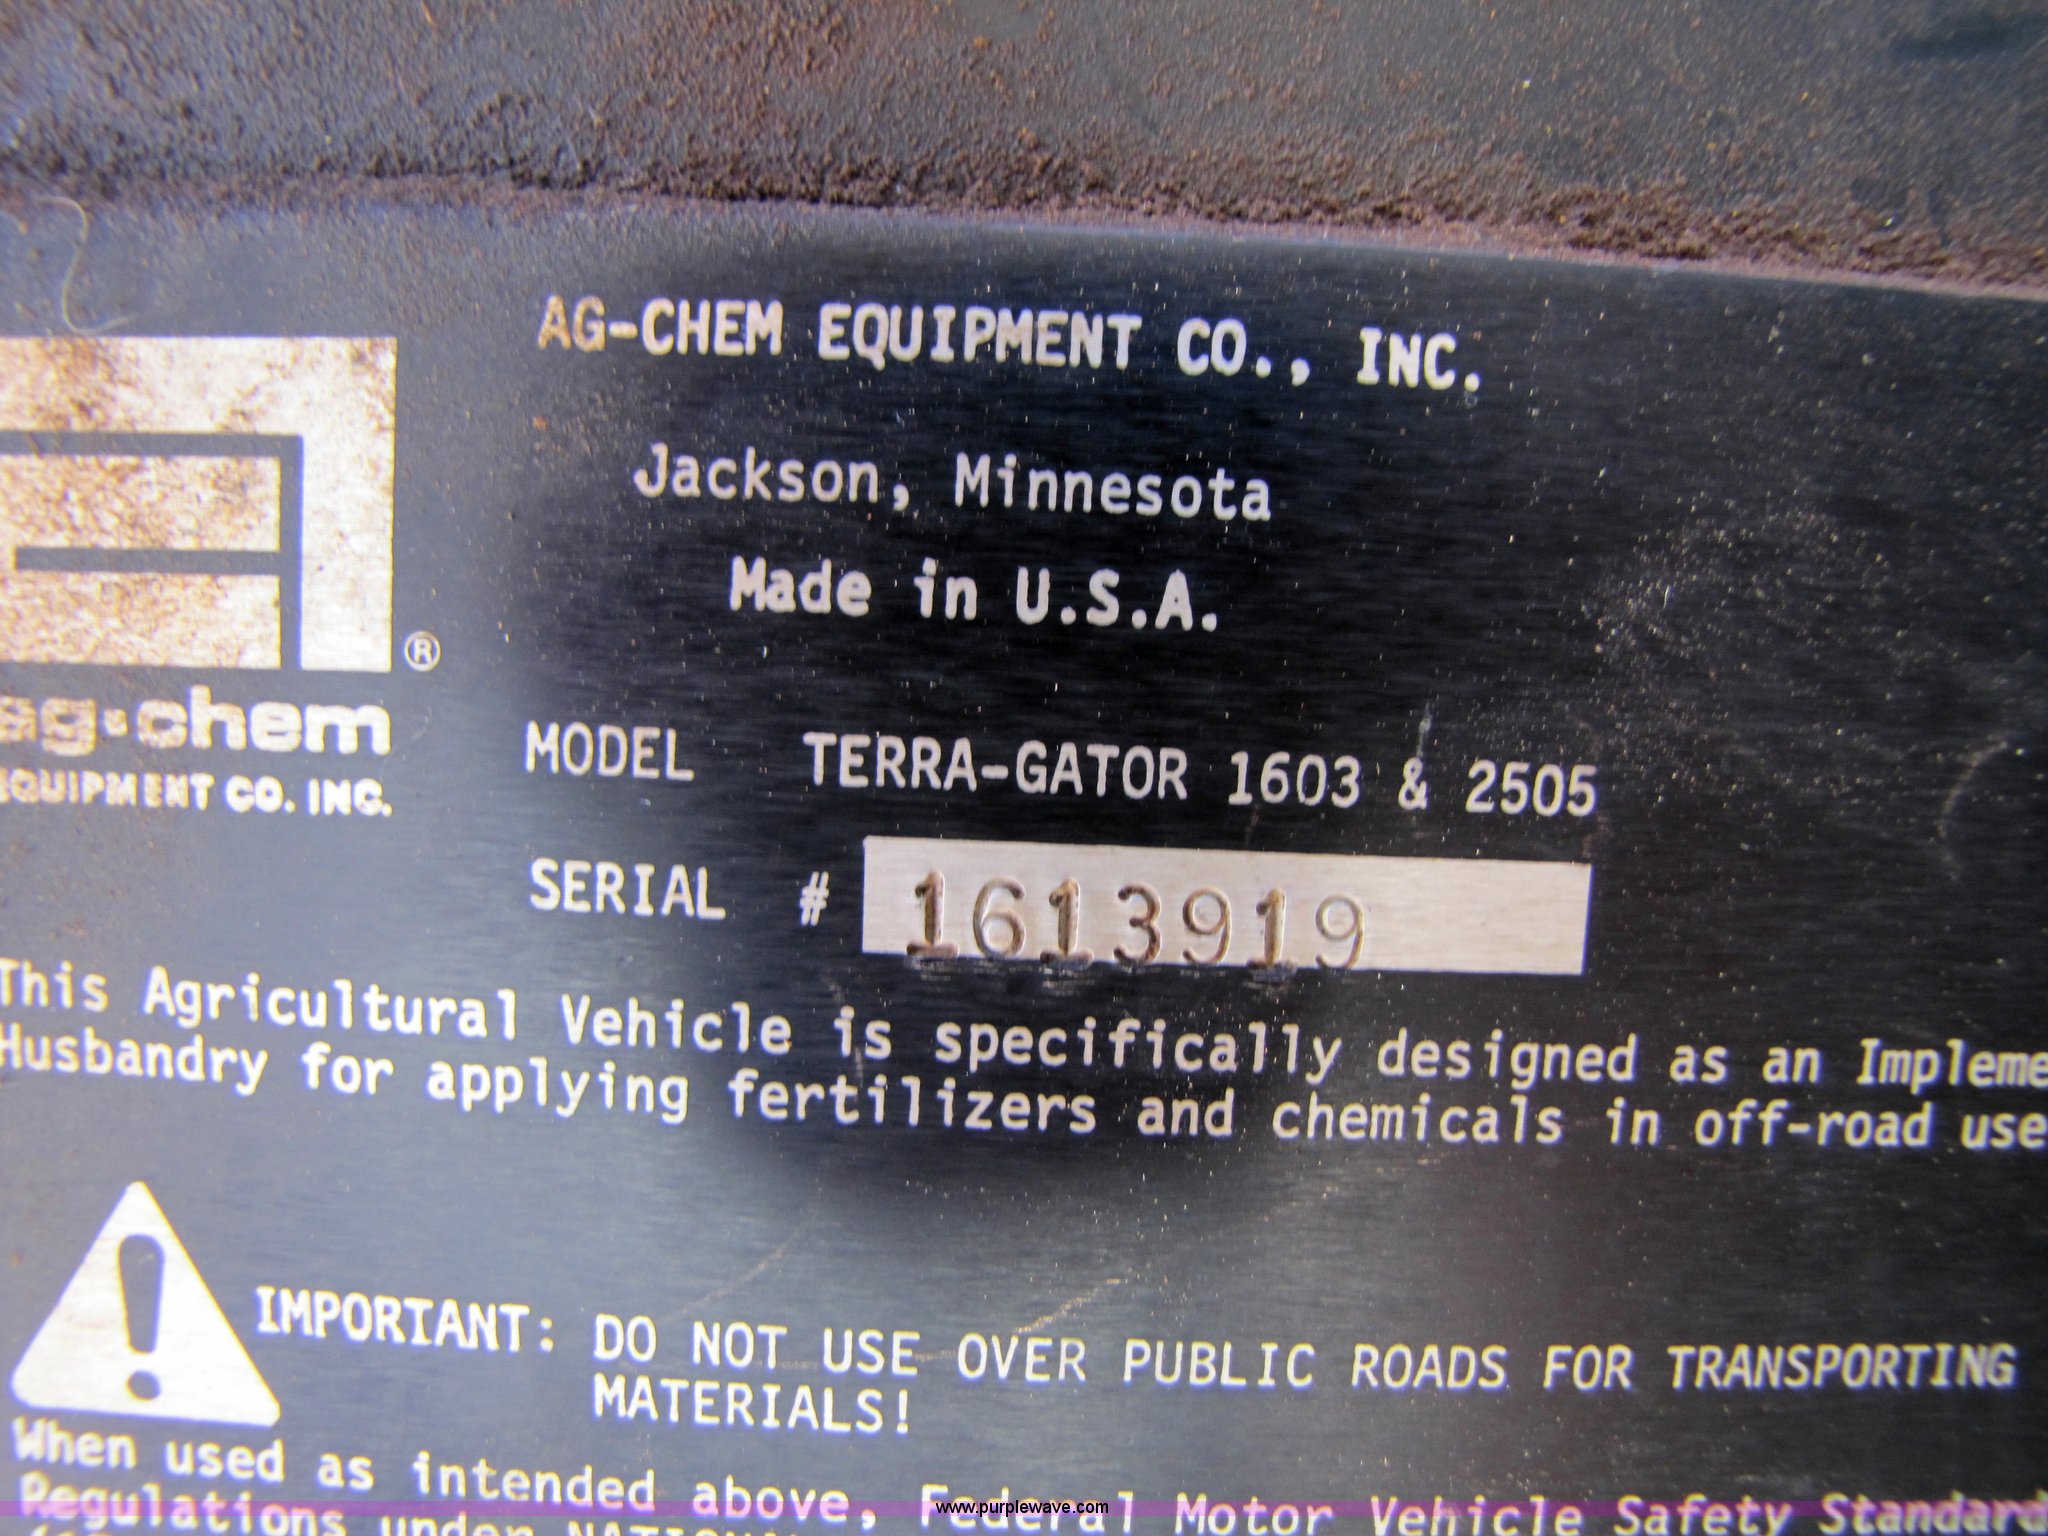 AG-CHEM EQUIPMENT CO., INC.
Jackson, Minnesota
Made in U.S.A.
®
ag·chem
EQUIPMENT CO. INC.
MODEL TERRA-GATOR 1603 & 2505
SERIAL # 1613919
This Agricultural Vehicle is specifically designed as an Impleme
Husbandry for applying fertilizers and chemicals in off-road use
IMPORTANT: DO NOT USE OVER PUBLIC ROADS FOR TRANSPORTING
MATERIALS!
When used as intended above, Federal Motor Vehicle Safety Standard
Regulations under NATIONAL
www.purplewave.com